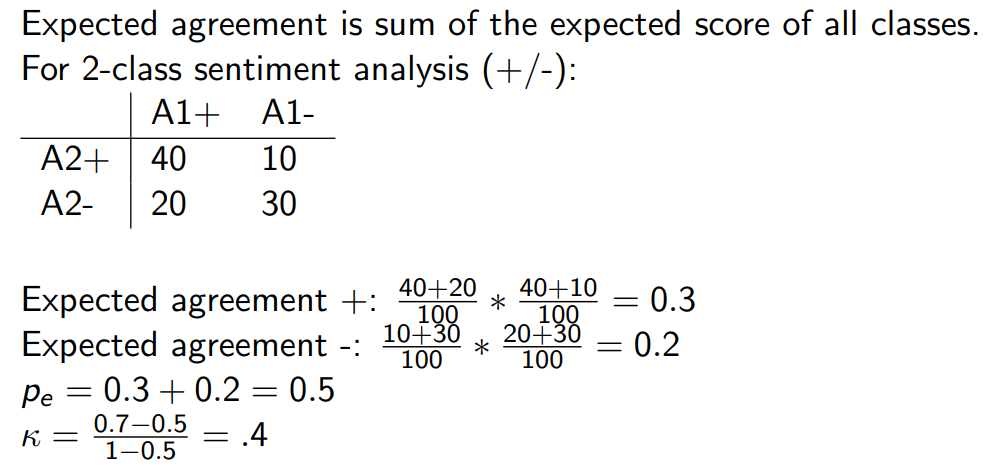 Expected agreement is sum of the expected score of all classes.
For 2-class sentiment analysis (+/-):
A1+ A1-
A2+ 40 10
A2- 20 30
Expected agreement +: \frac{40+20}{100} * \frac{40+10}{100} = 0.3
Expected agreement -: \frac{10+30}{100} * \frac{20+30}{100} = 0.2
p_e = 0.3 + 0.2 = 0.5
κ = \frac{0.7−0.5}{1−0.5} = .4